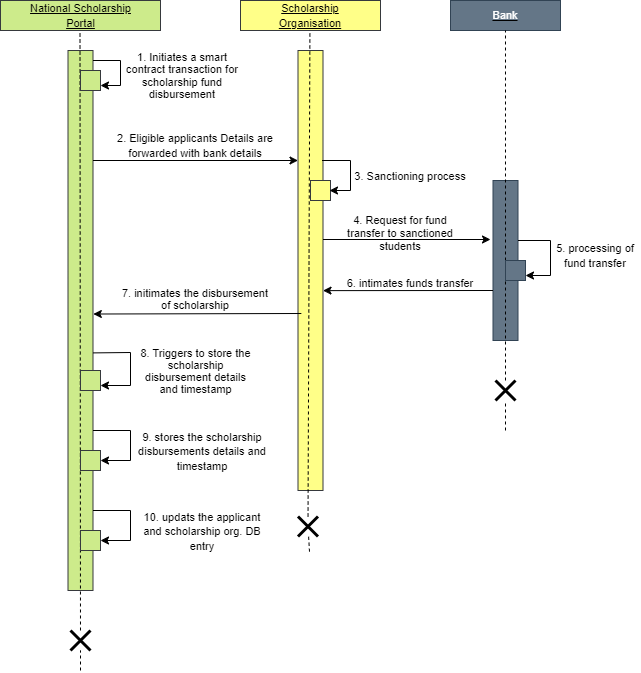 National Scholarship
Portal
Scholarship
Organisation
Bank
1. Initiates a smart
contract transaction for
scholarship fund
disbursement
2. Eligible applicants Details are
forwarded with bank details
3. Sanctioning process
4. Request for fund
transfer to sanctioned
students
5. processing of
fund transfer
6. intimates funds transfer
7. initimates the disbursement
of scholarship
8. Triggers to store the
scholarship
disbursement details
and timestamp
9. stores the scholarship
disbursements details and
timestamp
10. updats the applicant
and scholarship org. DB
entry